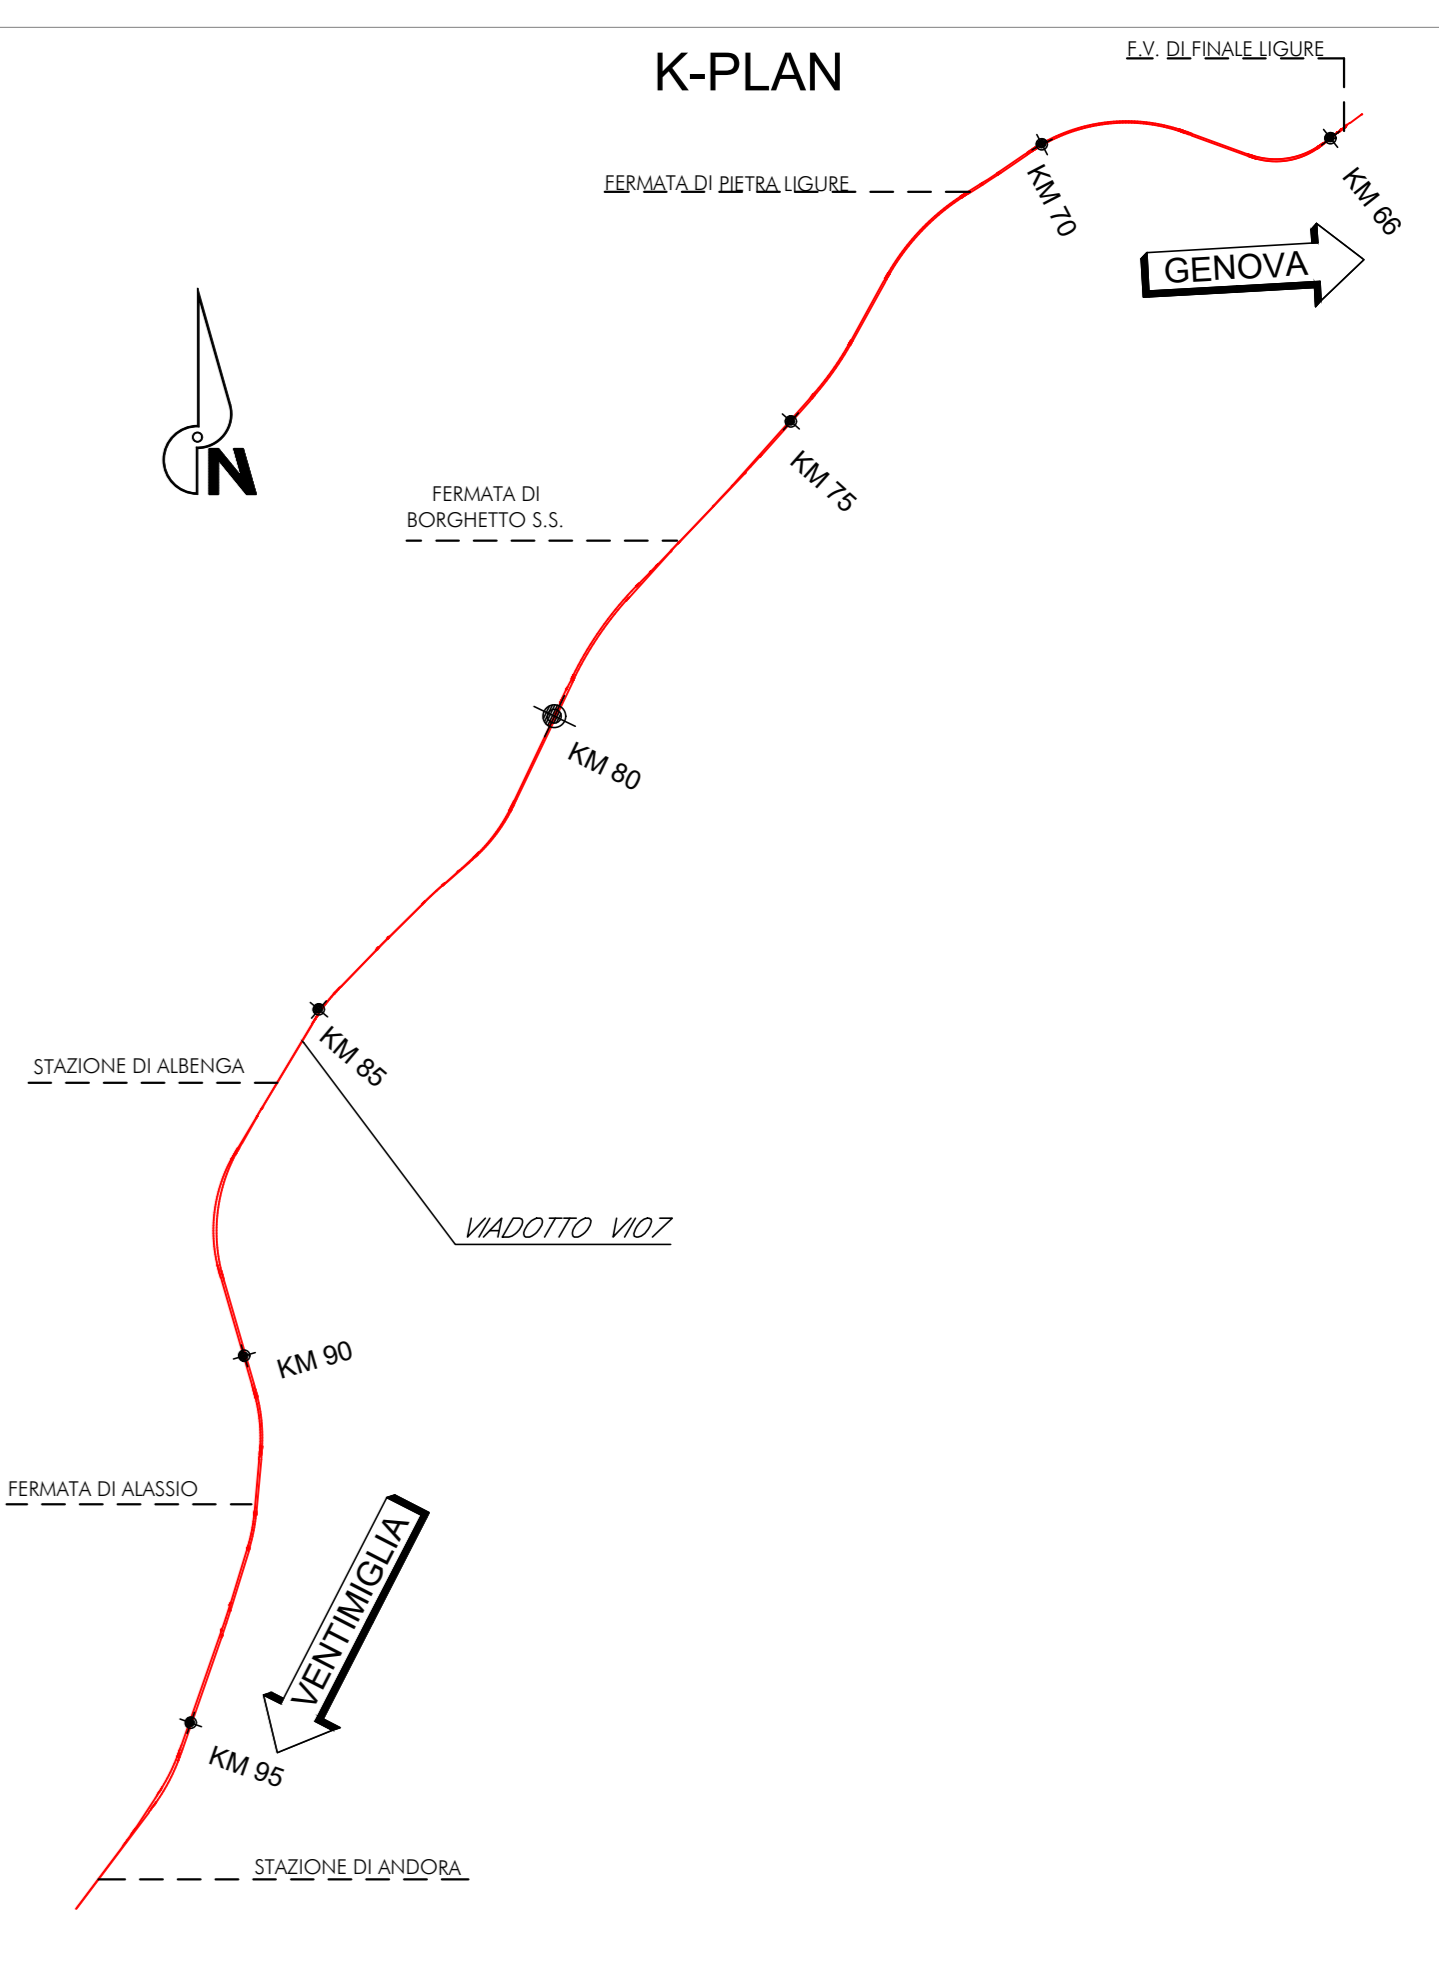 K-PLAN
F.V. DI FINALE LIGURE
FERMATA DI PIETRA LIGURE
KM 70
KM 66
GENOVA
N
KM 75
FERMATA DI
BORGHETTO S.S.
KM 80
KM 85
STAZIONE DI ALBENGA
VIADOTTO VI07
KM 90
FERMATA DI ALASSIO
VENTIMIGLIA
KM 95
STAZIONE DI ANDORA